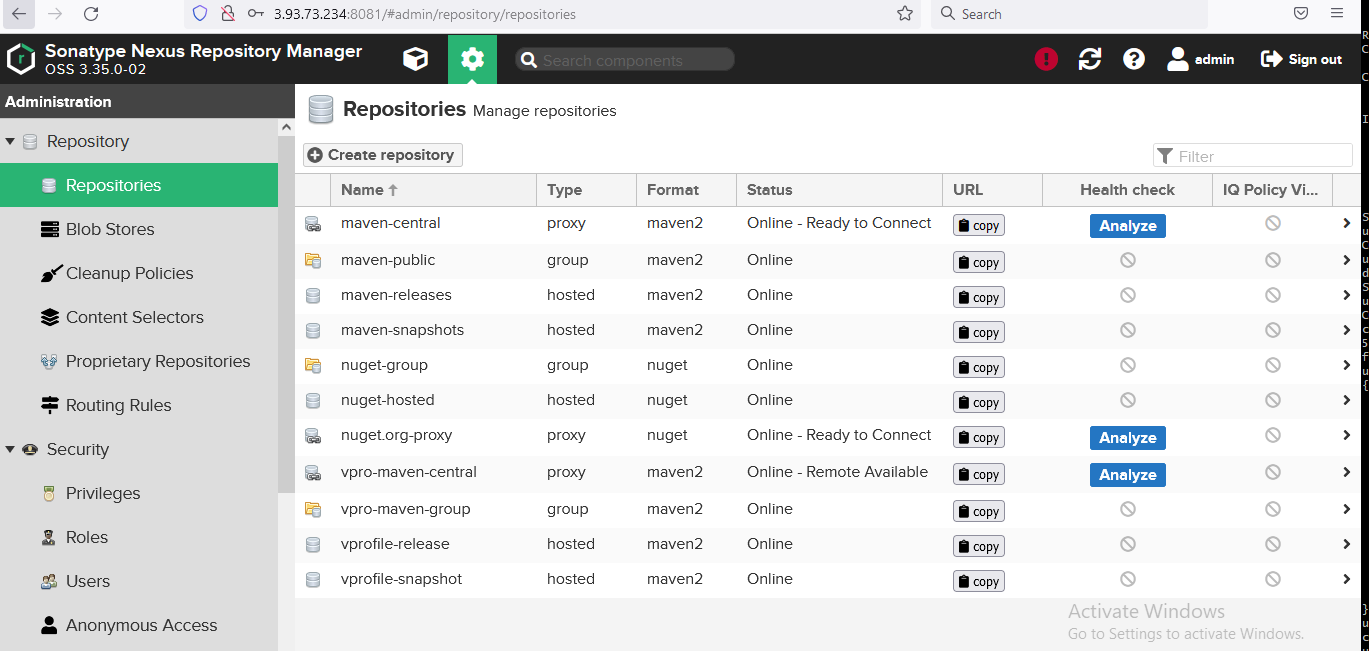 3.93.73.234:8081/#admin/repository/repositories
Search
Sonatype Nexus Repository Manager
OSS 3.35.0-02
Search components
admin
Sign out
Administration
Repository
Repositories
Blob Stores
Cleanup Policies
Content Selectors
Proprietary Repositories
Routing Rules
Security
Privileges
Roles
Users
Anonymous Access
Repositories Manage repositories
Create repository
Filter
Name Type Format Status URL Health check IQ Policy Vi...
maven-central proxy maven2 Online - Ready to Connect copy Analyze
maven-public group maven2 Online copy
maven-releases hosted maven2 Online copy
maven-snapshots hosted maven2 Online copy
nuget-group group nuget Online copy
nuget-hosted hosted nuget Online copy
nuget.org-proxy proxy nuget Online - Ready to Connect copy Analyze
vpro-maven-central proxy maven2 Online - Remote Available copy Analyze
vpro-maven-group group maven2 Online copy
vprofile-release hosted maven2 Online copy
vprofile-snapshot hosted maven2 Online copy
Activate Windows
Go to Settings to activate Windows.